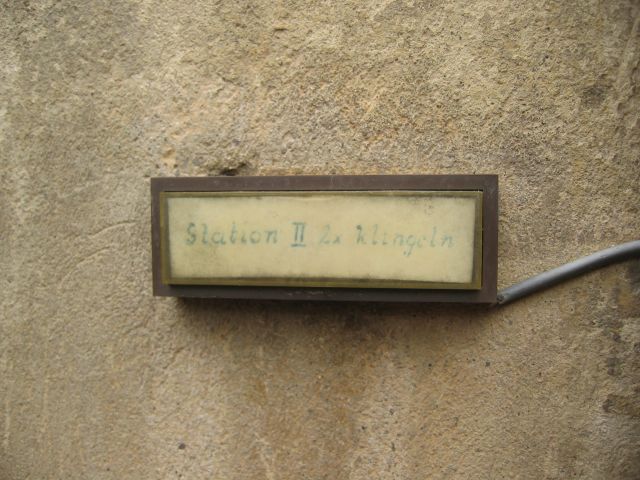 Station II 2x klingeln